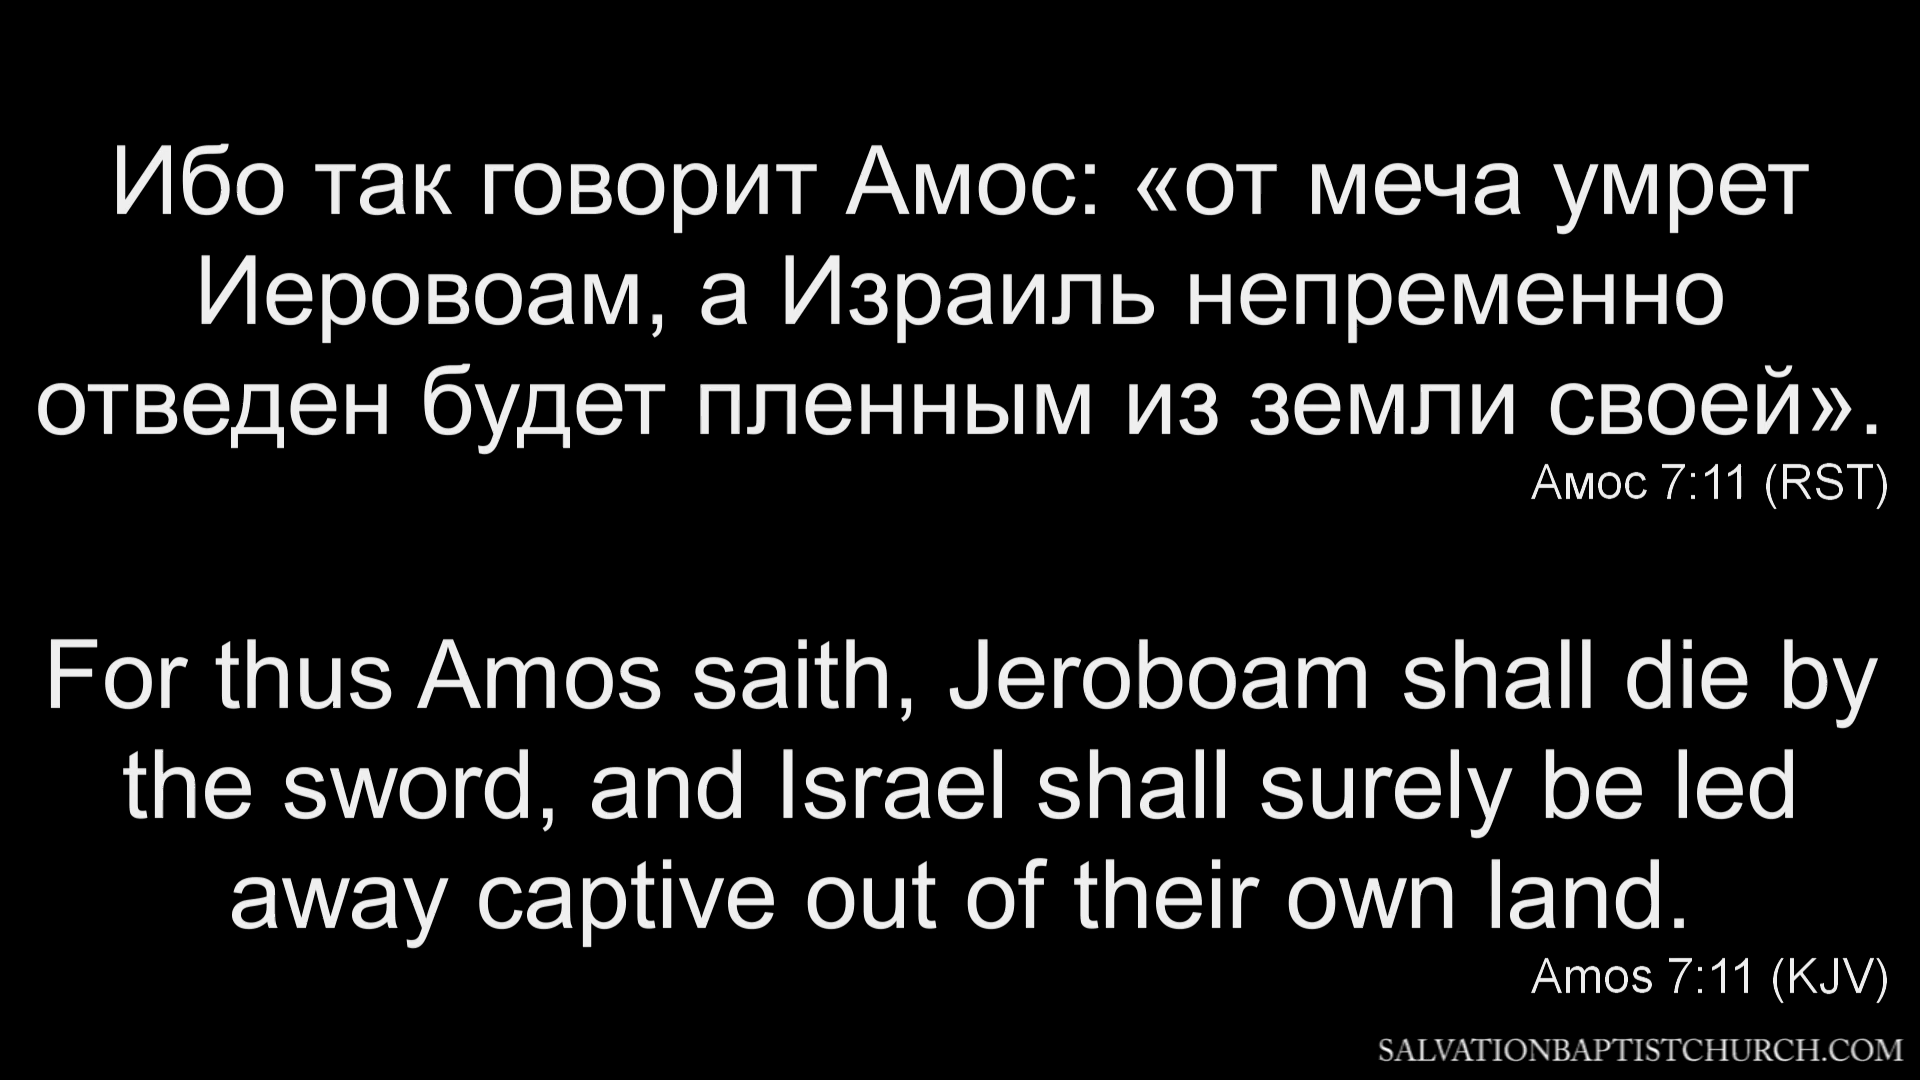 Ибо так говорит Амос: «от меча умрет
Иеровоам, а Израиль непременно
отведен будет пленным из земли своей».
Амос 7:11 (RST)
For thus Amos saith, Jeroboam shall die by
the sword, and Israel shall surely be led
away captive out of their own land.
Amos 7:11 (KJV)
SALVATIONBAPTISTCHURCH.COM